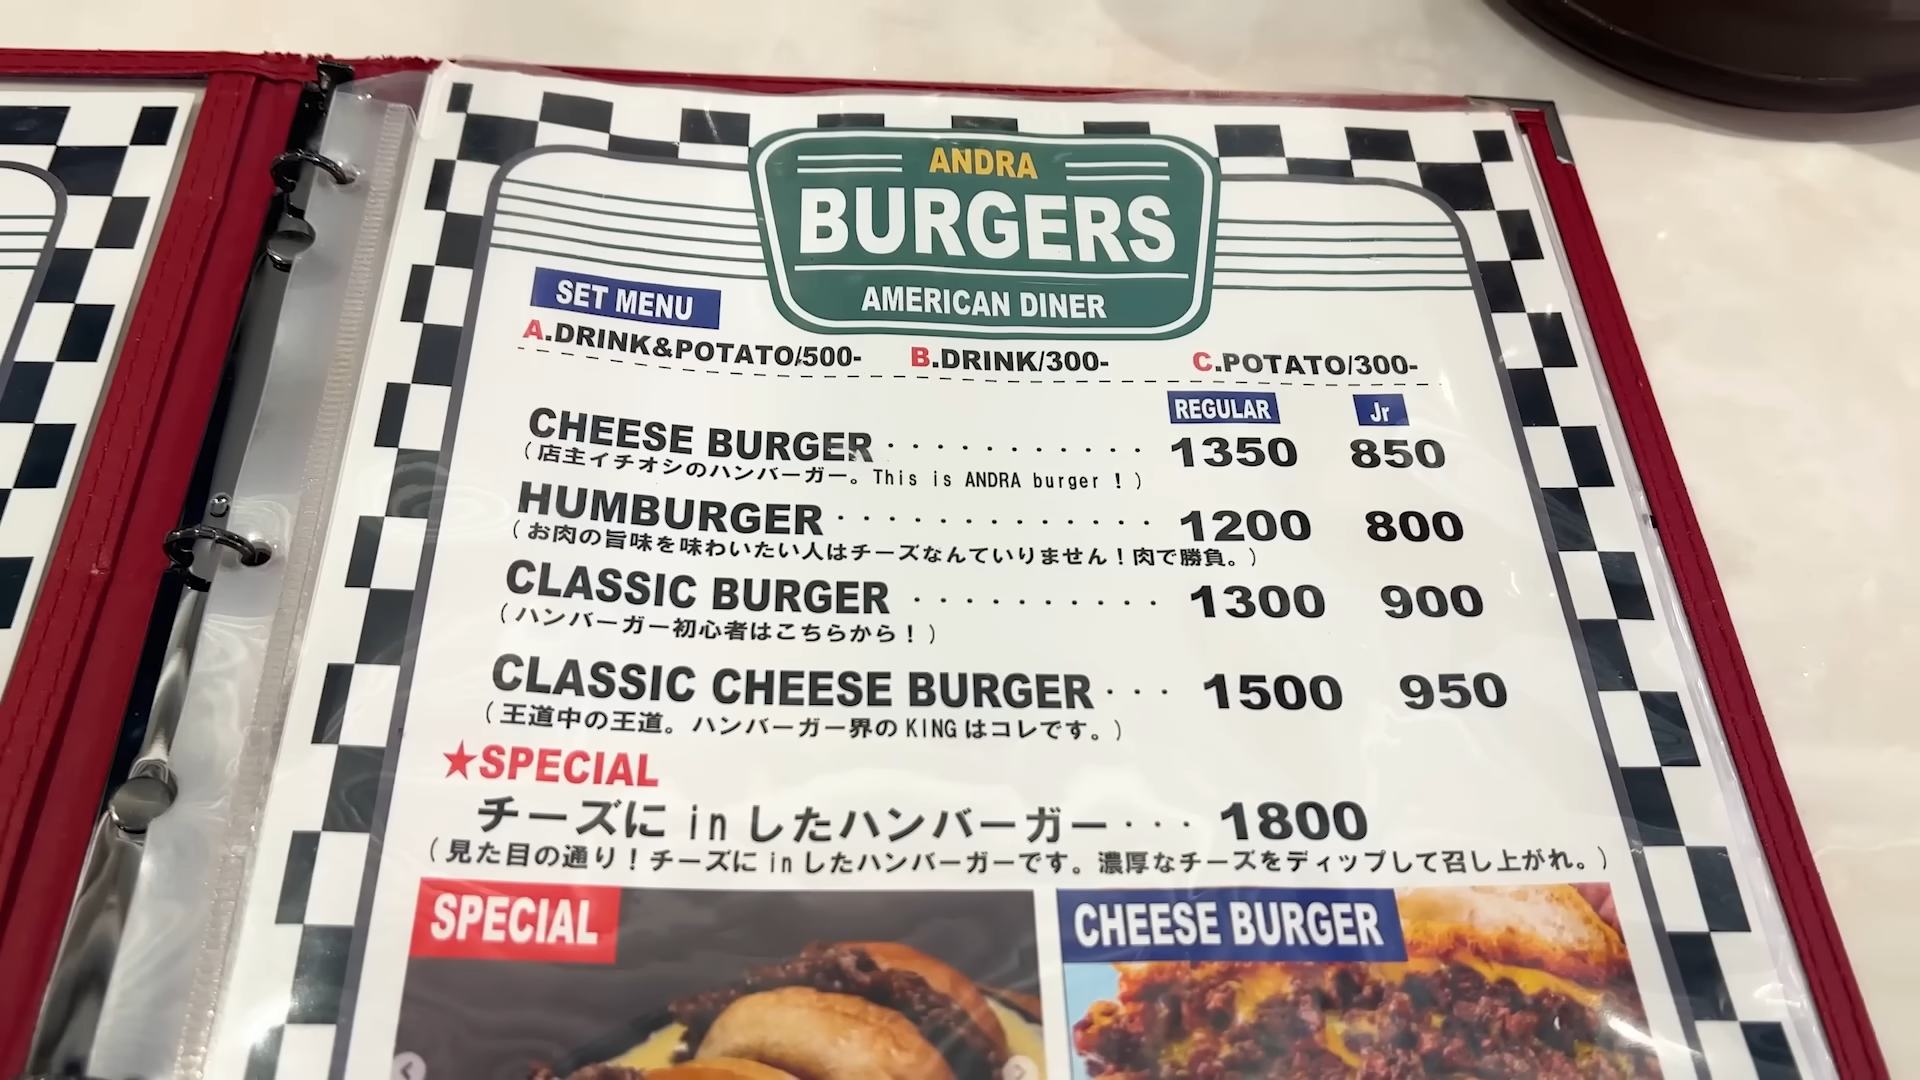 ANDRA
BURGERS
AMERICAN DINER
SET MENU
A.DRINK&POTATO/500- B.DRINK/300- C.POTATO/300-
REGULAR Jr
CHEESE BURGER・・・・・・・・・・ 1350 850
(店主イチオシのハンバーガー。This is ANDRA burger !)
HUMBURGER・・・・・・・・・・・・ 1200 800
(お肉の旨味を味わいたい人はチーズなんていりません!肉で勝負。)
CLASSIC BURGER ・・・・・・・・・・ 1300 900
(ハンバーガー初心者はこちらから!)
CLASSIC CHEESE BURGER・・・ 1500 950
(王道中の王道。ハンバーガー界のKINGはコレです。)
★SPECIAL
チーズに in したハンバーガー・・・ 1800
(見た目の通り!チーズに in したハンバーガーです。濃厚なチーズをディップして召し上がれ。)
SPECIAL CHEESE BURGER